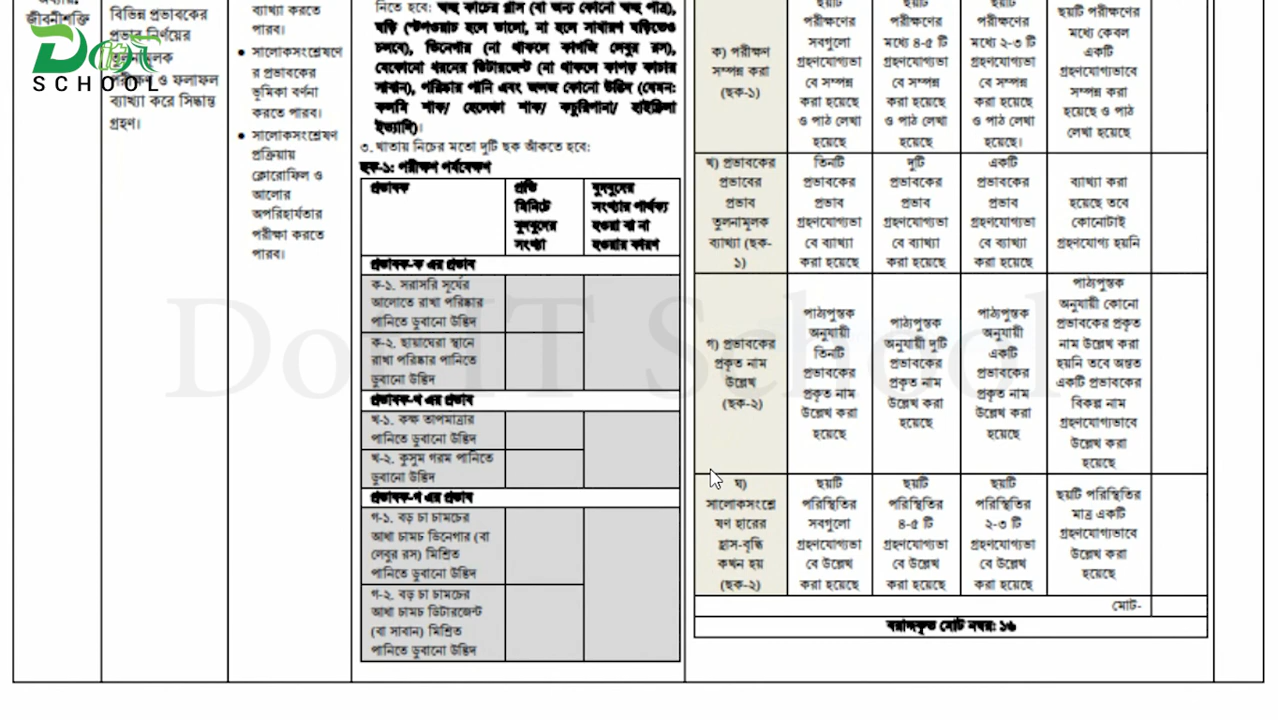 জীবনীশক্তি
বিভিন্ন প্রভাবকের
প্রভাব নির্ণয়ের
তুলনামূলক
পরীক্ষণ ও ফলাফল
ব্যাখ্যা করে সিদ্ধান্ত
গ্রহণ।
Do it
SCHOOL
ব্যাখ্যা করতে
পারবে।
• সালোকসংশ্লেষণে
র প্রভাবকের
ভূমিকা বর্ণনা
করতে পারবে।
• সালোকসংশ্লেষণ
প্রক্রিয়ায়
ক্লোরোফিল ও
আলোর
অপরিহার্যতার
পরীক্ষা করতে
পারবে।
নিতে হবে: স্বচ্ছ কাচের গ্লাস (বা অন্য কোনো স্বচ্ছ পাত্র),
ঘড়ি (স্টপওয়াচ হলে ভালো, না হলে সাধারণ ঘড়িতেও
চলবে), ভিনেগার (না থাকলে কাগজি লেবুর রস),
যেকোনো ধরনের ডিটারজেন্ট (না থাকলে কাপড় কাচার
সাবান), পরিষ্কার পানি এবং জলজ কোনো উদ্ভিদ (যেমন:
কলমি শাক/ হেলেঞ্চা শাক/ কচুরিপানা/ হাইড্রিলা
ইত্যাদি)।
৩. খাতায় নিচের মতো দুটি ছক আঁকতে হবে:
ছক-১: পরীক্ষণ পর্যবেক্ষণ
প্রভাবক
প্রতি
মিনিটে
বুদবুদের
সংখ্যা
বুদবুদের
সংখ্যার পার্থক্য
হওয়া বা না
হওয়ার কারণ
প্রভাবক-ক এর প্রভাব
ক-১. সরাসরি সূর্যের
আলোতে রাখা পরিষ্কার
পানিতে ডুবানো উদ্ভিদ
ক-২. ছায়াঘেরা স্থানে
রাখা পরিষ্কার পানিতে
ডুবানো উদ্ভিদ
প্রভাবক-খ এর প্রভাব
খ-১. কক্ষ তাপমাত্রার
পানিতে ডুবানো উদ্ভিদ
খ-২. কুসুম গরম পানিতে
ডুবানো উদ্ভিদ
প্রভাবক-গ এর প্রভাব
গ-১. বড় চা চামচের
আধা চামচ ভিনেগার (বা
লেবুর রস) মিশ্রিত
পানিতে ডুবানো উদ্ভিদ
গ-২. বড় চা চামচের
আধা চামচ ডিটারজেন্ট
(বা সাবান) মিশ্রিত
পানিতে ডুবানো উদ্ভিদ
ক) পরীক্ষণ
সম্পন্ন করা
(ছক-১)
ছয়টি
পরীক্ষণের
সবগুলো
গ্রহণযোগ্যভা
বে সম্পন্ন
করা হয়েছে
ও পাঠ লেখা
হয়েছে
ছয়টি
পরীক্ষণের
মধ্যে ৪-৫ টি
গ্রহণযোগ্যভা
বে সম্পন্ন
করা হয়েছে
ও পাঠ লেখা
হয়েছে
ছয়টি
পরীক্ষণের
মধ্যে ২-৩ টি
গ্রহণযোগ্যভা
বে সম্পন্ন
করা হয়েছে
ও পাঠ লেখা
হয়েছে।
ছয়টি পরীক্ষণের
মধ্যে কেবল
একটি
গ্রহণযোগ্যভাবে
সম্পন্ন করা
হয়েছে ও পাঠ
লেখা হয়েছে
খ) প্রভাবকের
প্রভাবের
প্রভাব
তুলনামূলক
ব্যাখ্যা (ছক-
১)
তিনটি
প্রভাবকের
প্রভাব
গ্রহণযোগ্যভা
বে ব্যাখ্যা
করা হয়েছে
দুটি
প্রভাবকের
প্রভাব
গ্রহণযোগ্যভা
বে ব্যাখ্যা
করা হয়েছে
একটি
প্রভাবকের
প্রভাব
গ্রহণযোগ্যভা
বে ব্যাখ্যা
করা হয়েছে
ব্যাখ্যা করা
হয়েছে তবে
কোনোটাই
গ্রহণযোগ্য হয়নি
গ) প্রভাবকের
প্রকৃত নাম
উল্লেখ
(ছক-২)
পাঠ্যপুস্তক
অনুযায়ী
তিনটি
প্রভাবকের
প্রকৃত নাম
উল্লেখ করা
হয়েছে
পাঠ্যপুস্তক
অনুযায়ী দুটি
প্রভাবকের
প্রকৃত নাম
উল্লেখ করা
হয়েছে
পাঠ্যপুস্তক
অনুযায়ী
একটি
প্রভাবকের
প্রকৃত নাম
উল্লেখ করা
হয়েছে
পাঠ্যপুস্তক
অনুযায়ী কোনো
প্রভাবকের প্রকৃত
নাম উল্লেখ করা
হয়নি তবে অন্তত
একটি প্রভাবকের
বিকল্প নাম
গ্রহণযোগ্যভাবে
উল্লেখ করা
হয়েছে
ঘ)
সালোকসংশ্লে
ষণ হারের
হ্রাস-বৃদ্ধি
কখন হয়
(ছক-২)
ছয়টি
পরিস্থিতির
সবগুলো
গ্রহণযোগ্যভা
বে উল্লেখ
করা হয়েছে
ছয়টি
পরিস্থিতির
৪-৫ টি
গ্রহণযোগ্যভা
বে উল্লেখ
করা হয়েছে
ছয়টি
পরিস্থিতির
২-৩ টি
গ্রহণযোগ্যভা
বে উল্লেখ
করা হয়েছে
ছয়টি পরিস্থিতির
মাত্র একটি
গ্রহণযোগ্যভাবে
উল্লেখ করা
হয়েছে
মোট-
বরাদ্দকৃত মোট নম্বর: ১৬
Do IT School